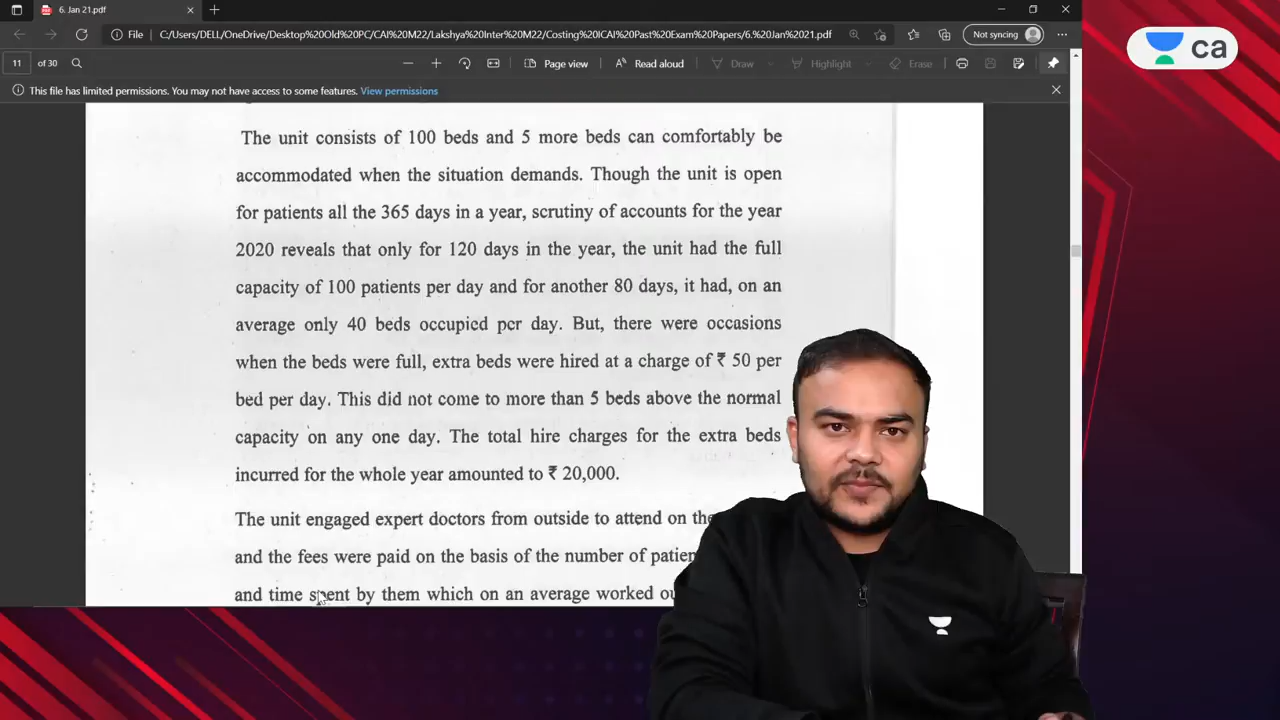 6. Jan 21.pdf
File
C:/Users/DELL/OneDrive/Desktop%20Old%20PC/CA/%20M22/Lakshya%20Inter%20M22/Costing%20ICAI%20Past%20Exam%20Papers/6.%20Jan%2021.pdf
Not syncing
11 of 30
Page view
Read aloud
Draw
Highlight
Erase
This file has limited permissions. You may not have access to some features. View permissions
ca
The unit consists of 100 beds and 5 more beds can comfortably be
accommodated when the situation demands. Though the unit is open
for patients all the 365 days in a year, scrutiny of accounts for the year
2020 reveals that only for 120 days in the year, the unit had the full
capacity of 100 patients per day and for another 80 days, it had, on an
average only 40 beds occupied per day. But, there were occasions
when the beds were full, extra beds were hired at a charge of ₹ 50 per
bed per day. This did not come to more than 5 beds above the normal
capacity on any one day. The total hire charges for the extra beds
incurred for the whole year amounted to ₹ 20,000.
The unit engaged expert doctors from outside to attend on the
and the fees were paid on the basis of the number of
and time spent by them which on an average worked